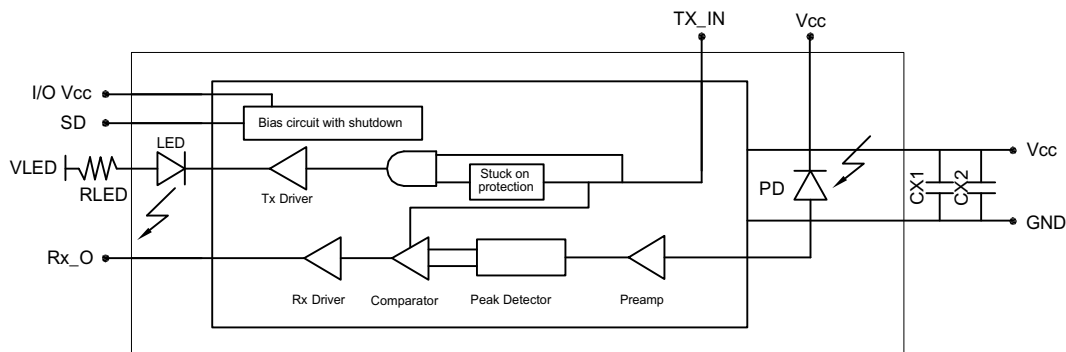 TX_IN
Vcc
I/O Vcc
SD
Bias circuit with shutdown
LED
VLED
RLED
Tx Driver
Stuck on
protection
PD
CX1
CX2
Vcc
GND
Rx_O
Rx Driver
Comparator
Peak Detector
Preamp